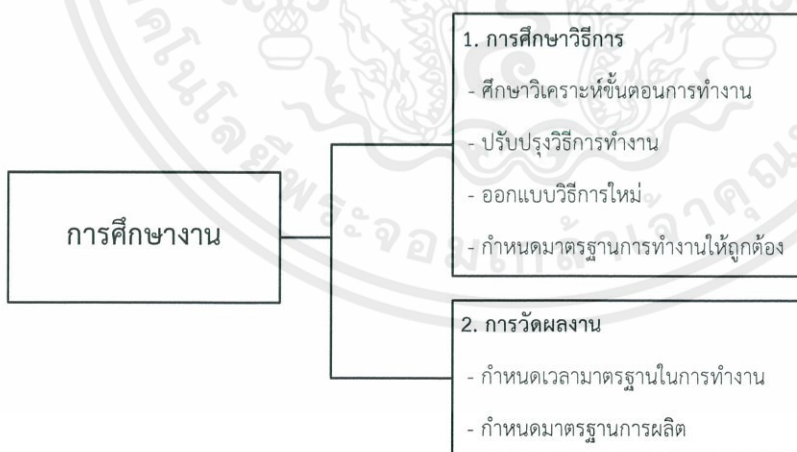 1. การศึกษาวิธีการ
- ศึกษาวิเคราะห์ขั้นตอนการทำงาน
- ปรับปรุงวิธีการทำงาน
- ออกแบบวิธีการใหม่
- กำหนดมาตรฐานการทำงานให้ถูกต้อง
การศึกษางาน
2. การวัดผลงาน
- กำหนดเวลามาตรฐานในการทำงาน
- กำหนดมาตรฐานการผลิต